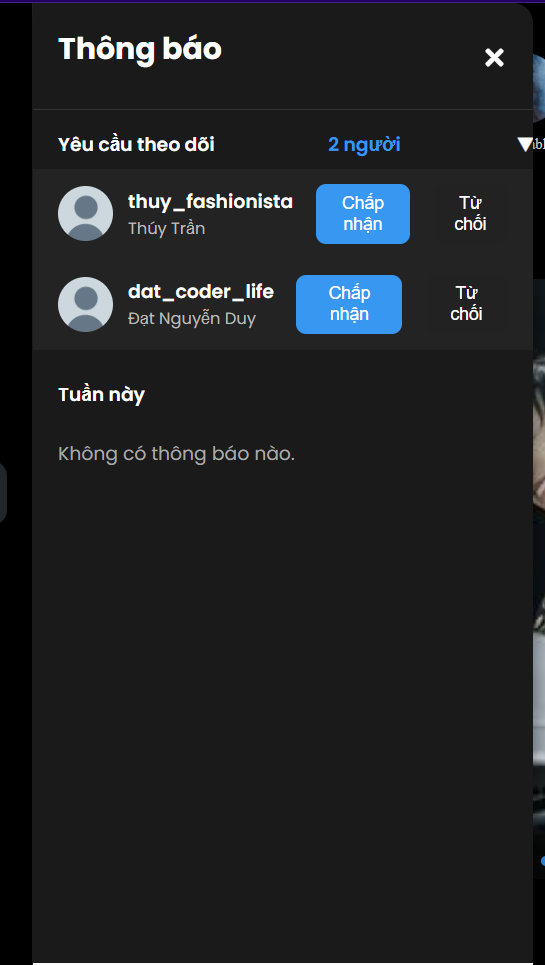 Thông báo
Yêu cầu theo dõi 2 người
thuy_fashionista
Thúy Trần
Chấp
nhận
Từ
chối
dat_coder_life
Đạt Nguyễn Duy
Chấp
nhận
Từ
chối
Tuần này
Không có thông báo nào.